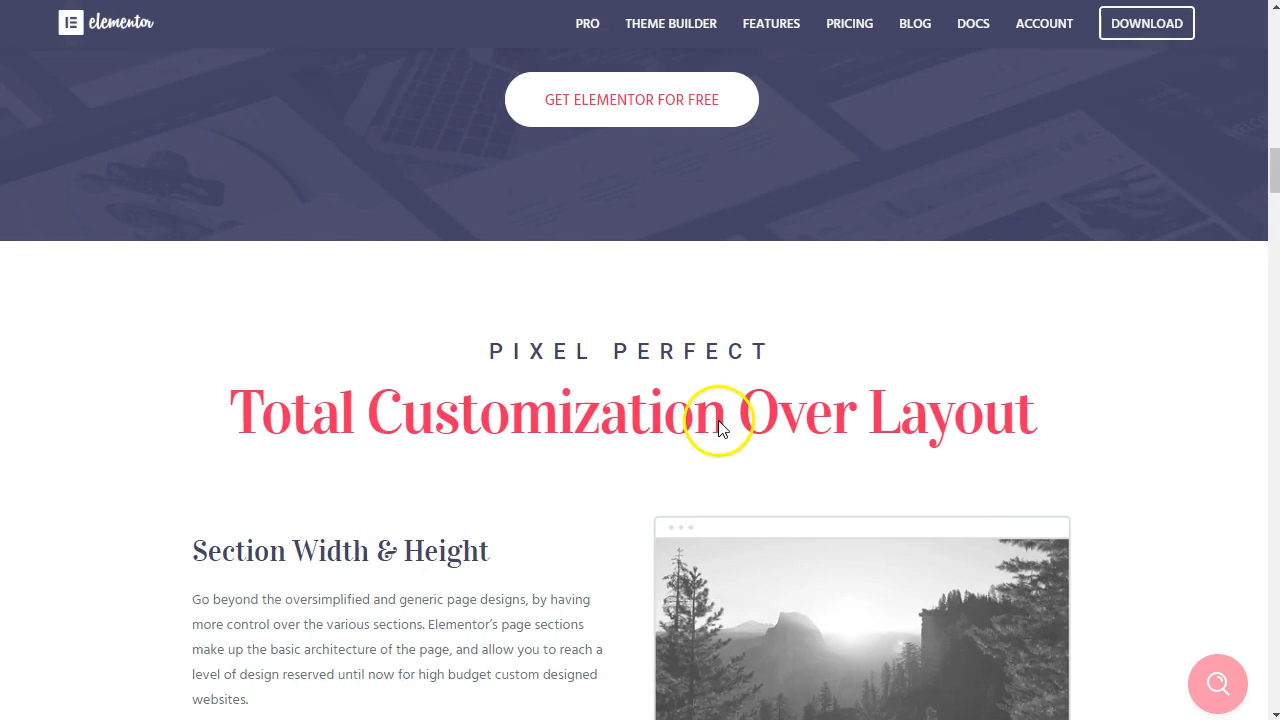 elementor
PRO THEME BUILDER FEATURES PRICING BLOG DOCS ACCOUNT DOWNLOAD
GET ELEMENTOR FOR FREE
PIXEL PERFECT
Total Customization Over Layout
Section Width & Height
Go beyond the oversimplified and generic page designs, by having
more control over the various sections. Elementor’s page sections
make up the basic architecture of the page, and allow you to reach a
level of design reserved until now for high budget custom designed
websites.